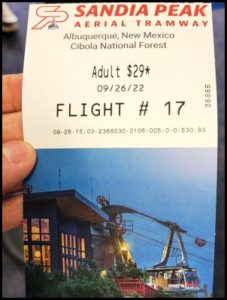 SANDIA PEAK
AERIAL TRAMWAY
Albuquerque, New Mexico
Cibola National Forest
Adult $29*
09/26/22
FLIGHT # 17
09-26-15:03-2368030-0106-005-0-0-$30.83